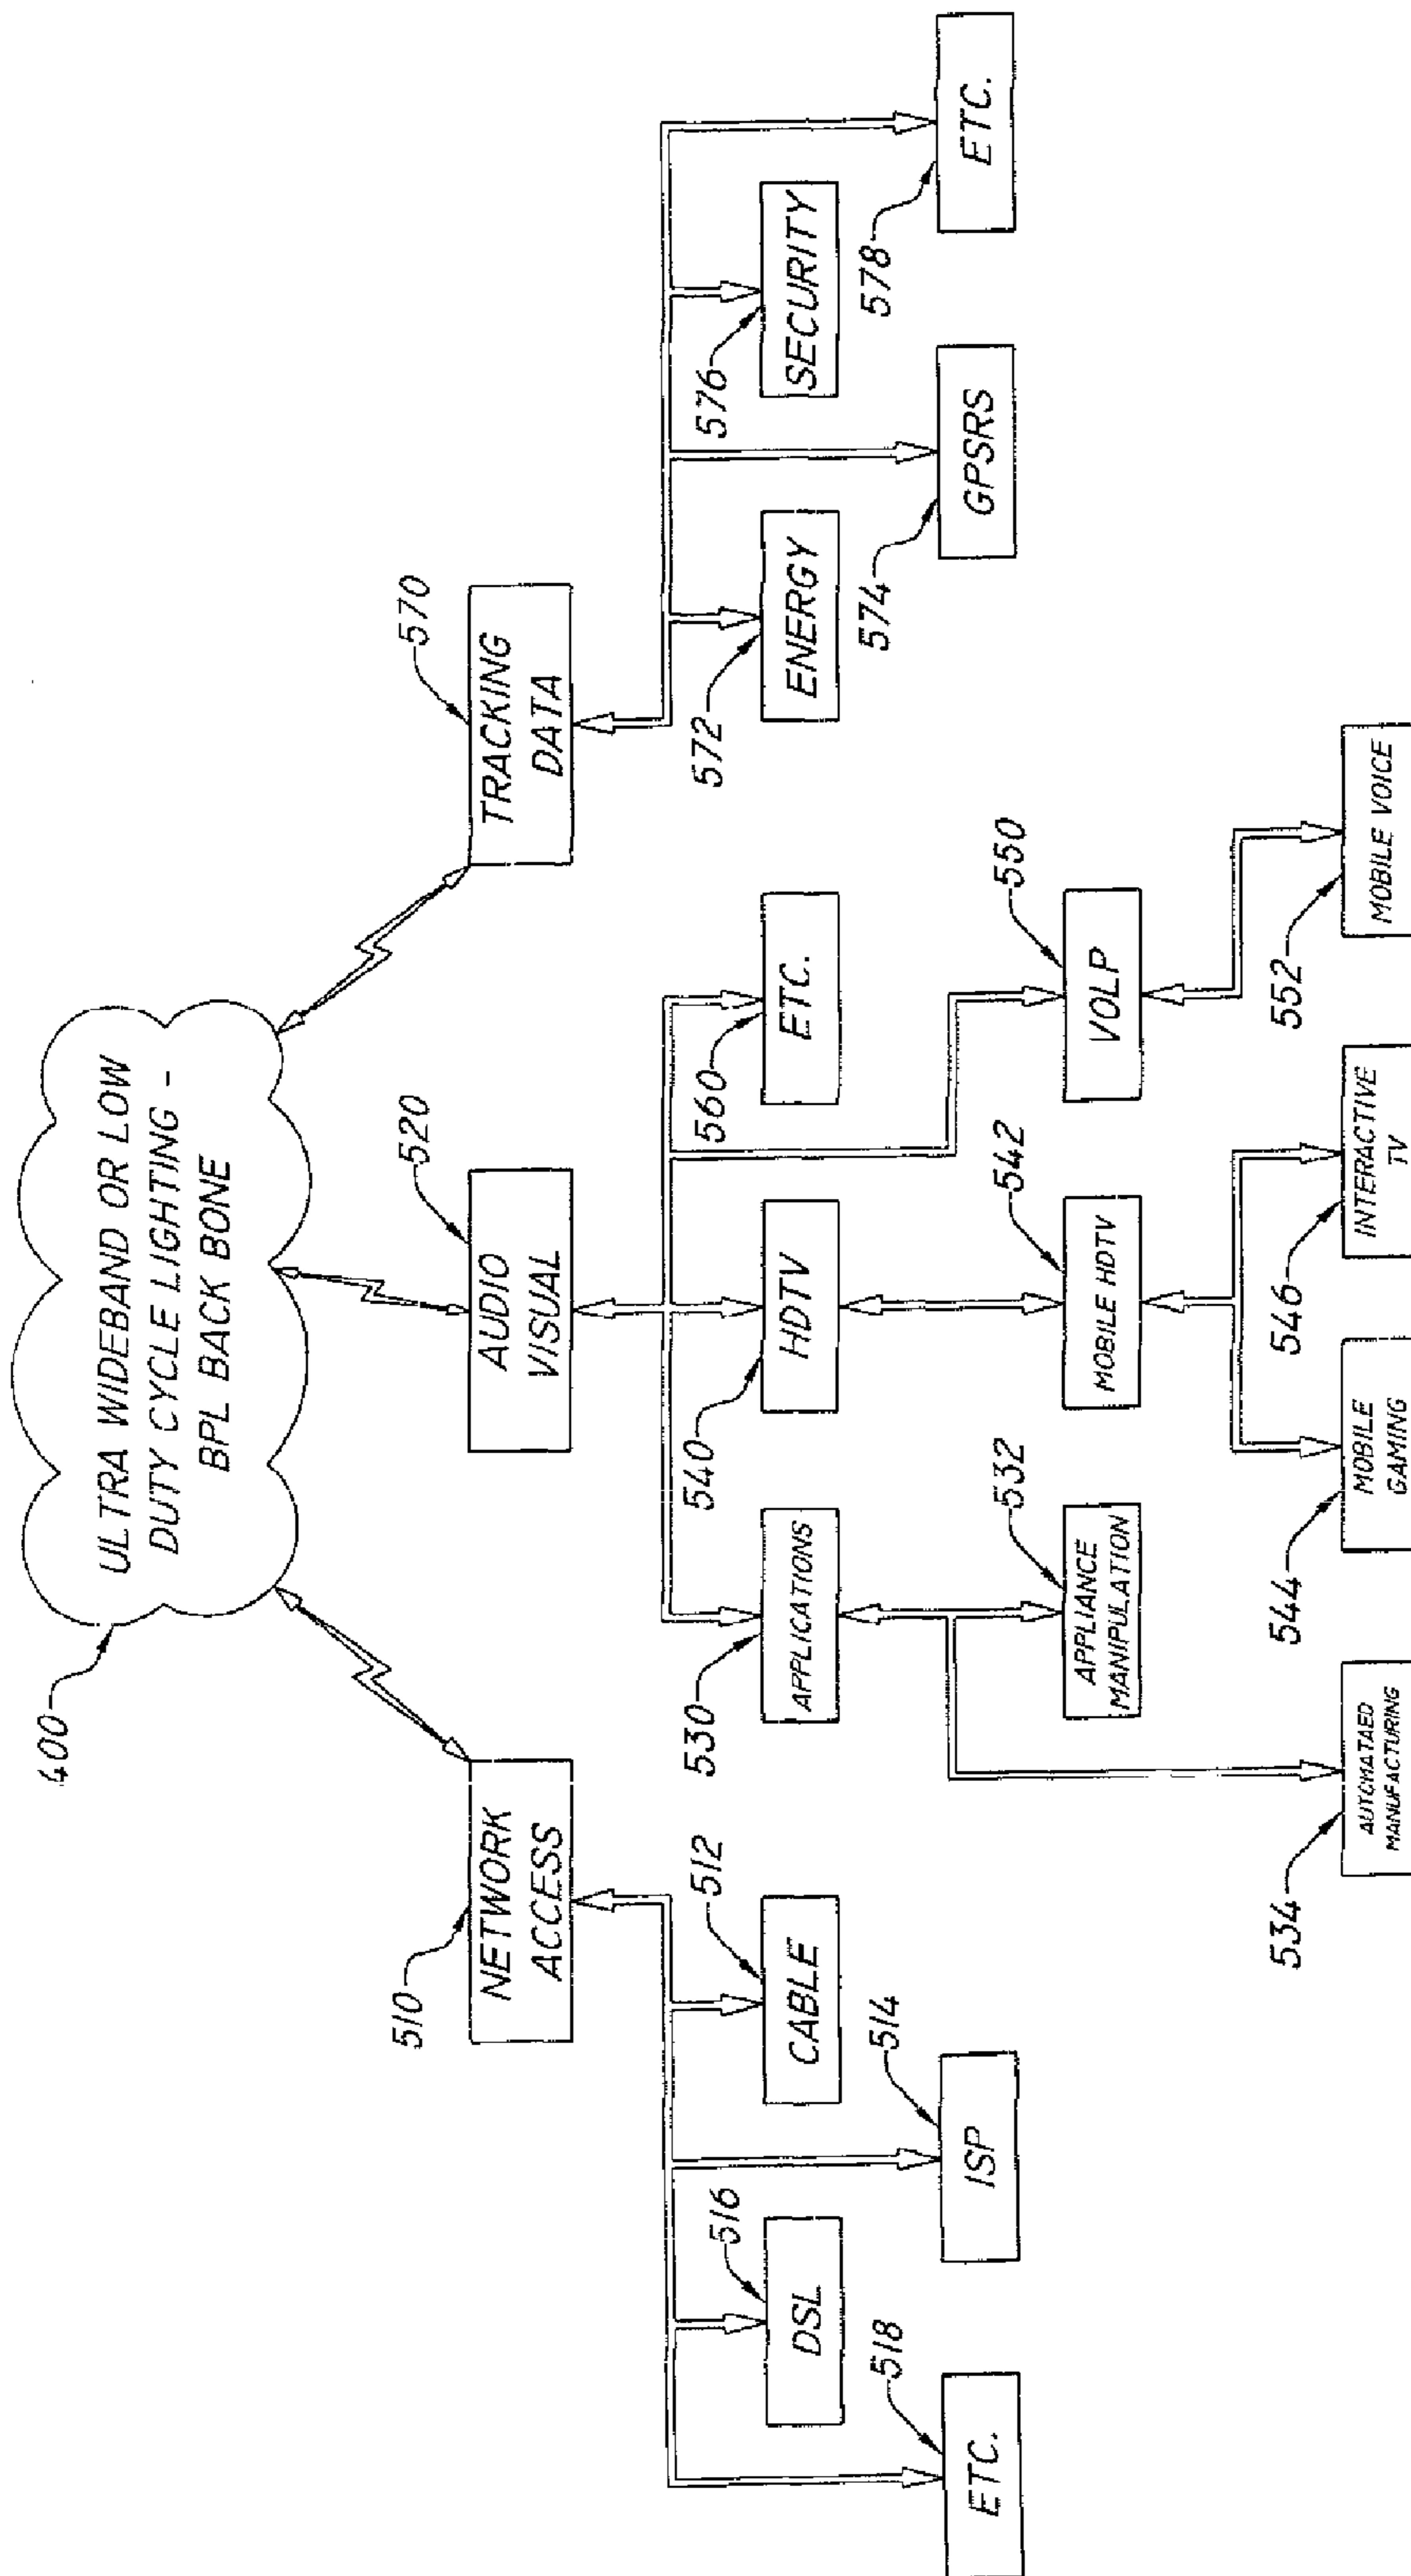 400
ULTRA WIDEBAND OR LOW
DUTY CYCLE LIGHTING -
BPL BACK BONE
510
NETWORK
ACCESS
520
AUDIO
VISUAL
570
TRACKING
DATA
518
ETC.
516
DSL
514
ISP
512
CABLE
530
APPLICATIONS
540
HDTV
560
ETC.
572
ENERGY
574
GPSRS
576
SECURITY
578
ETC.
532
APPLIANCE
MANIPULATION
542
MOBILE HDTV
550
VOLP
534
AUTOMATAED
MANUFACTURING
544
MOBILE
GAMING
546
INTERACTIVE
TV
552
MOBILE VOICE